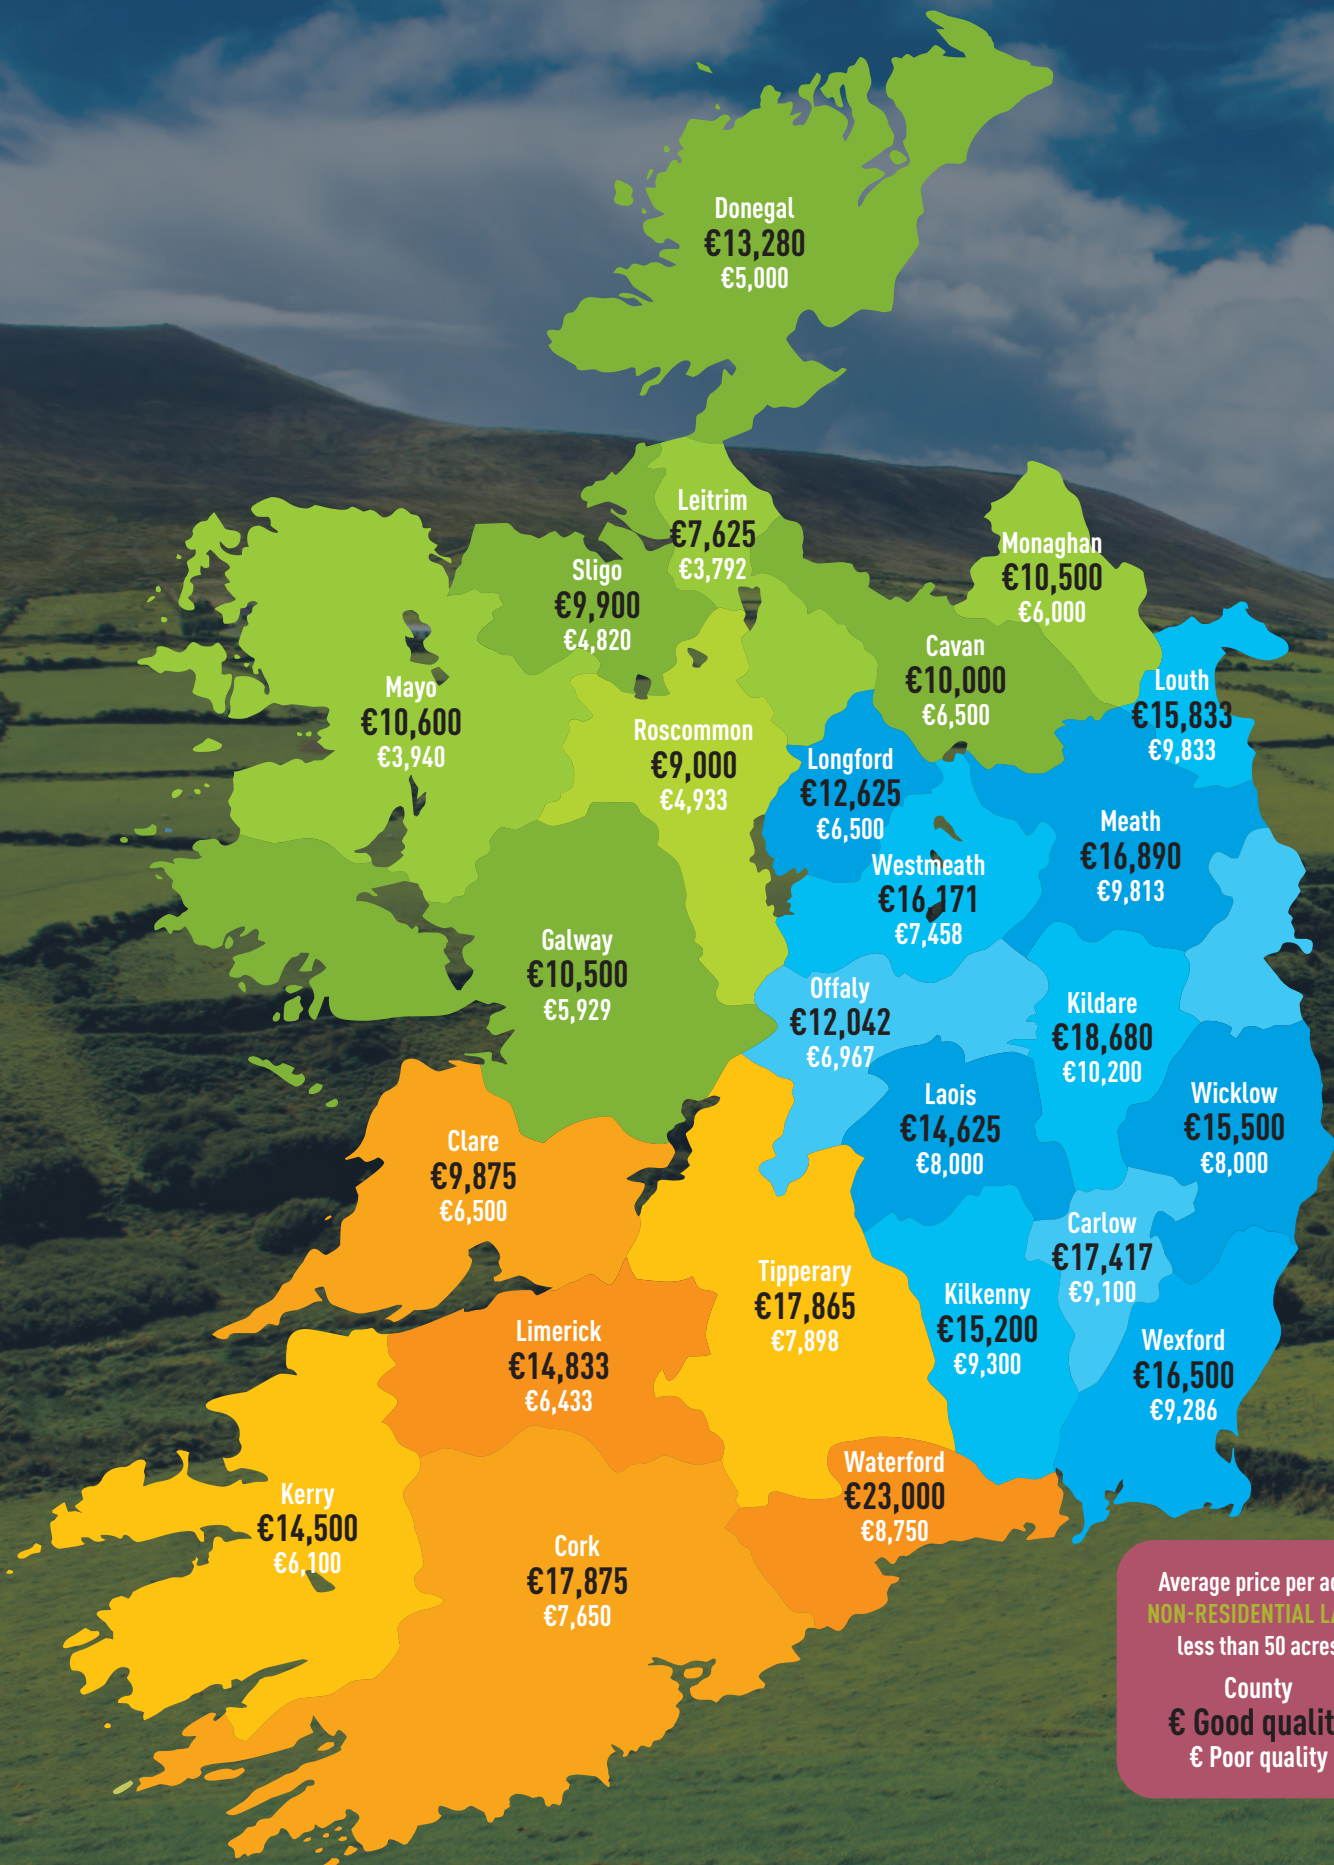 Donegal
€13,280
€5,000
Leitrim
€7,625
€3,792
Monaghan
€10,500
€6,000
Sligo
€9,900
€4,820
Cavan
€10,000
€6,500
Louth
€15,833
€9,833
Mayo
€10,600
€3,940
Roscommon
€9,000
€4,933
Longford
€12,625
€6,500
Meath
€16,890
€9,813
Westmeath
€16,171
€7,458
Galway
€10,500
€5,929
Offaly
€12,042
€6,967
Kildare
€18,680
€10,200
Laois
€14,625
€8,000
Wicklow
€15,500
€8,000
Clare
€9,875
€6,500
Carlow
€17,417
€9,100
Tipperary
€17,865
€7,898
Kilkenny
€15,200
€9,300
Limerick
€14,833
€6,433
Wexford
€16,500
€9,286
Waterford
€23,000
€8,750
Kerry
€14,500
€6,100
Cork
€17,875
€7,650
Average price per
NON-RESIDENTIAL
less than 50
County
€ Good
€ Poor quality